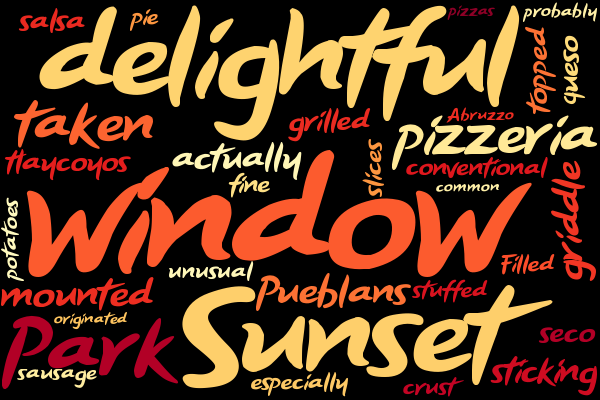 salsa
pie
pizzas
probably
delightful
topped
queso
taken
grilled
Abruzzo
pizzeria
tlaycoyos
actually
slices
conventional
fine
common
griddle
window
potatoes
unusual
Filled
mounted
Pueblans
stuffed
originated
Sunset
Park
seco
sausage
especially
crust
sticking